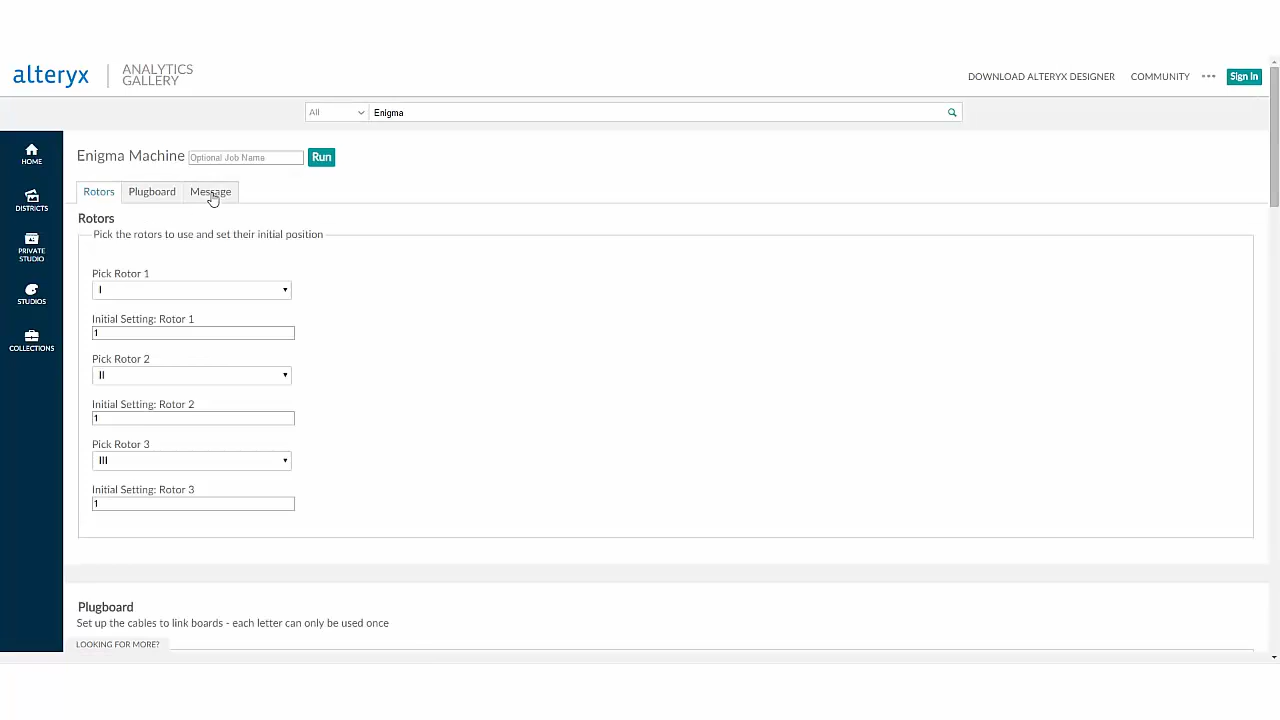 alteryx
ANALYTICS
GALLERY
DOWNLOAD ALTERYX DESIGNER
COMMUNITY
Sign In
All
Enigma
HOME
DISTRICTS
PRIVATE
STUDIO
STUDIOS
COLLECTIONS
Enigma Machine
Optional Job Name
Run
Rotors
Plugboard
Message
Rotors
Pick the rotors to use and set their initial position
Pick Rotor 1
I
Initial Setting: Rotor 1
1
Pick Rotor 2
II
Initial Setting: Rotor 2
1
Pick Rotor 3
III
Initial Setting: Rotor 3
1
Plugboard
Set up the cables to link boards - each letter can only be used once
LOOKING FOR MORE?